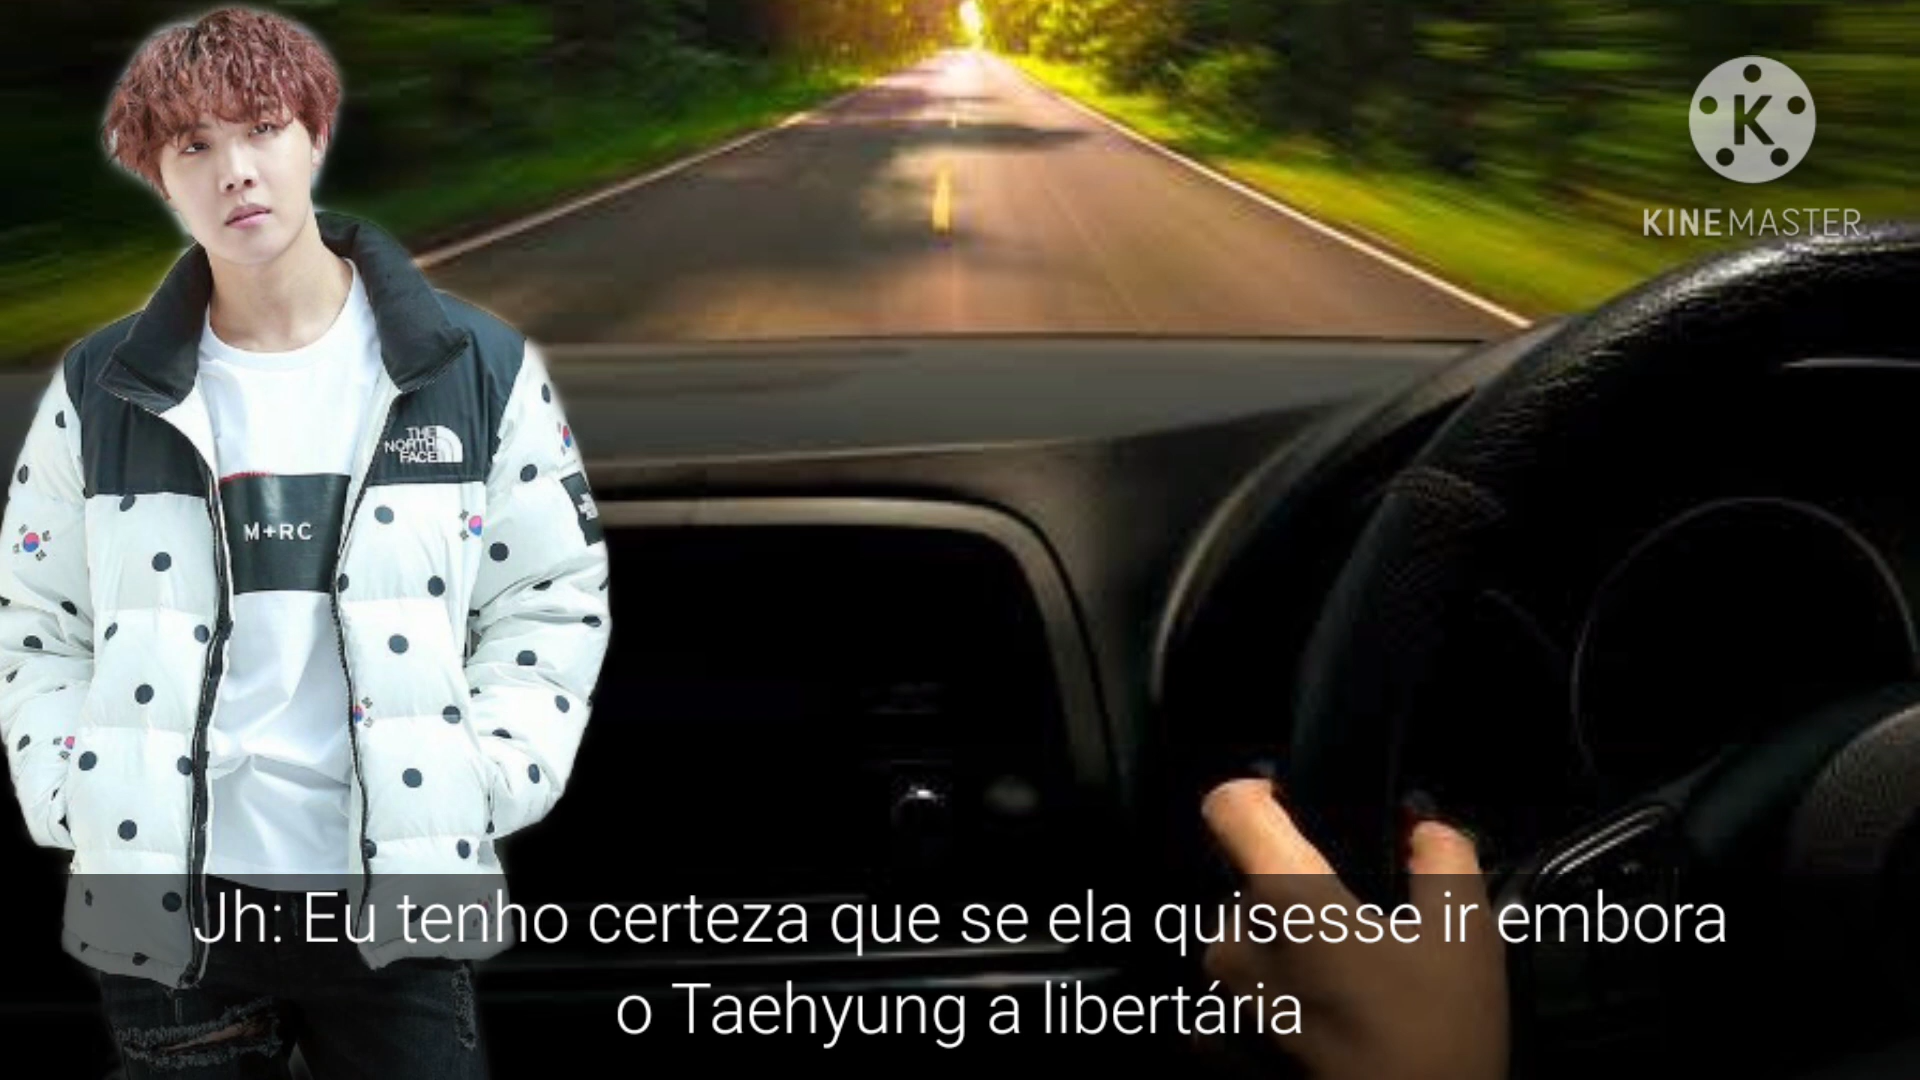 K
KINEMASTER
THE
NORTH
FACE
M+RC
Jh: Eu tenho certeza que se ela quisesse ir embora
o Taehyung a libertária